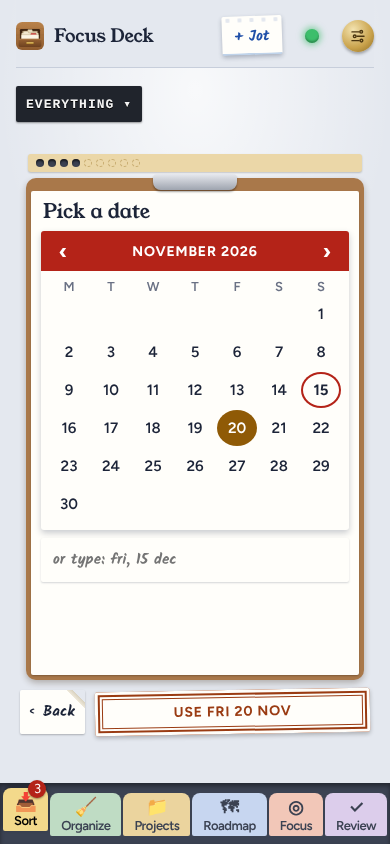 Focus Deck
+ Jot
EVERYTHING ▾
Pick a date
‹ NOVEMBER 2026 ›
M T W T F S S
1
2 3 4 5 6 7 8
9 10 11 12 13 14 15
16 17 18 19 20 21 22
23 24 25 26 27 28 29
30
or type: fri, 15 dec
‹ Back
USE FRI 20 NOV
3
Sort Organize Projects Roadmap Focus Review